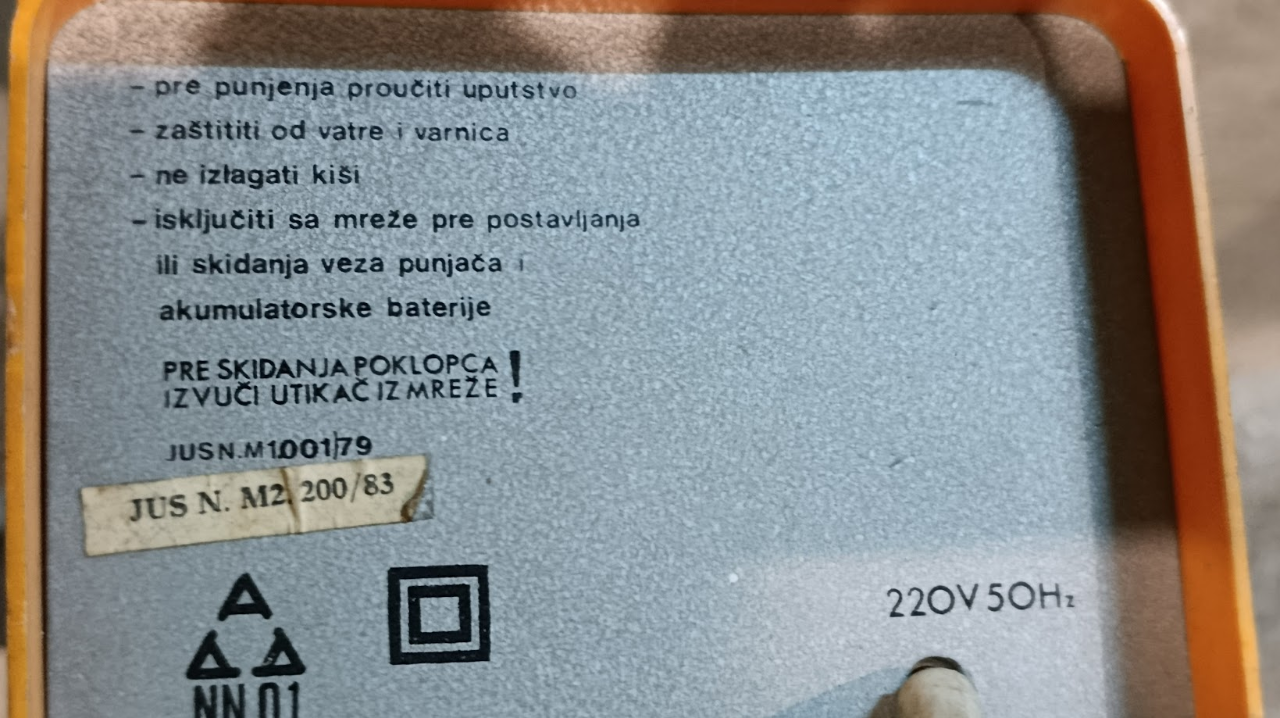 - pre punjenja proučiti uputstvo
- zaštititi od vatre i varnica
- ne izlagati kiši
- isključiti sa mreže pre postavljanja
ili skidanja veza punjača i
akumulatorske baterije
PRE SKIDANJA POKLOPCA !
IZVUČI UTIKAČ IZ MREŽE
JUS N.M1.001/79
JUS N. M2. 200/83
A
NN 01
220V 50Hz